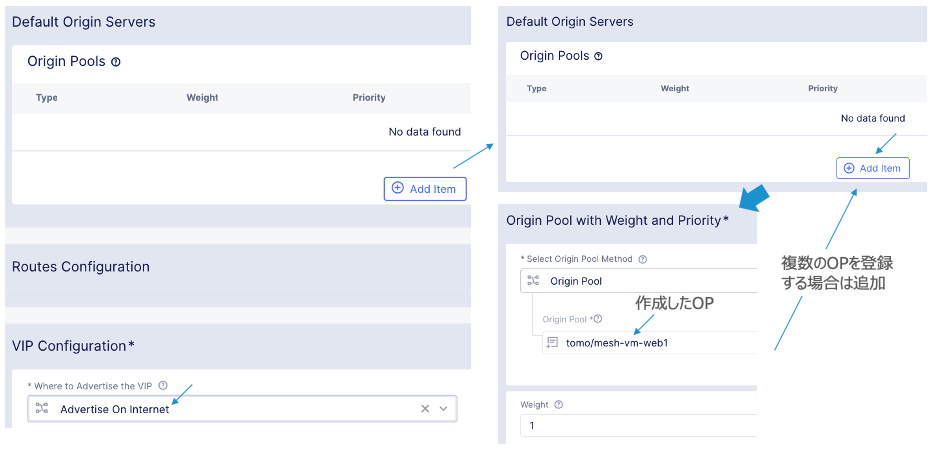 Default Origin Servers
Origin Pools
Type Weight Priority
No data found
Add Item
Routes Configuration
VIP Configuration*
* Where to Advertise the VIP
Advertise On Internet
Default Origin Servers
Origin Pools
Type Weight Priority
No data found
Add Item
Origin Pool with Weight and Priority*
* Select Origin Pool Method
Origin Pool
作成したOP
Origin Pool *
tomo/mesh-vm-web1
Weight
1
複数のOPを登録
する場合は追加